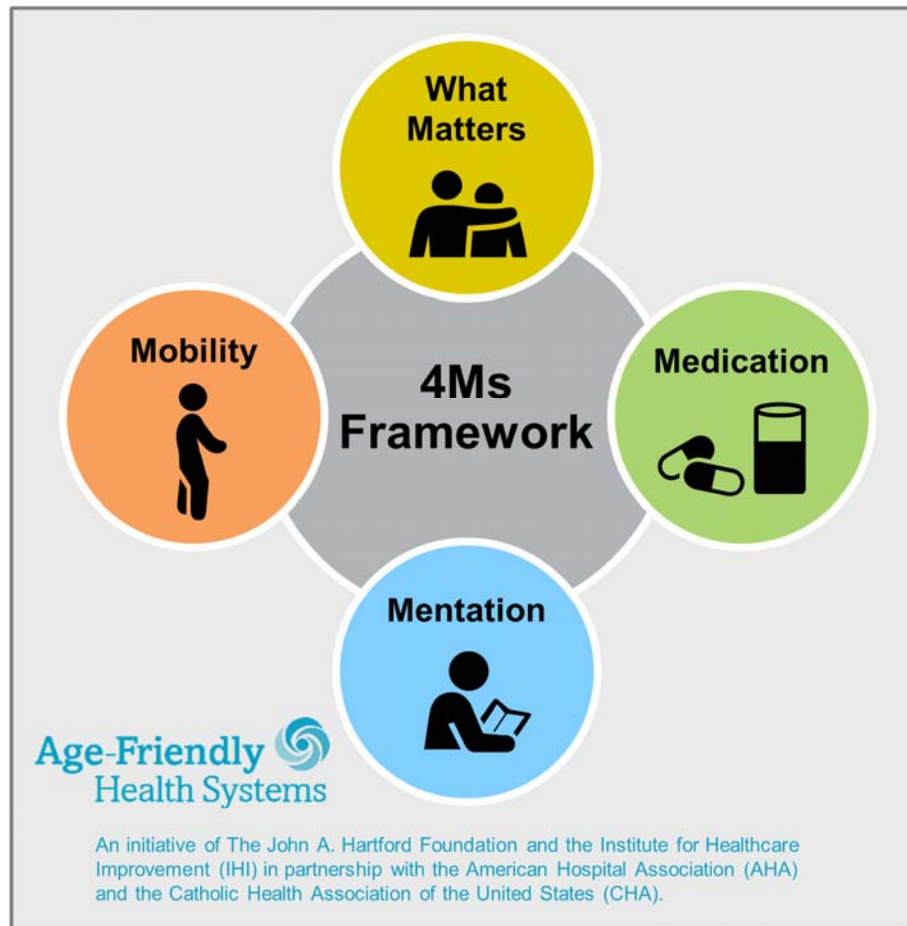 What
Matters
Mobility
4Ms
Framework
Medication
Mentation
Age-Friendly
Health Systems
An initiative of The John A. Hartford Foundation and the Institute for Healthcare
Improvement (IHI) in partnership with the American Hospital Association (AHA)
and the Catholic Health Association of the United States (CHA).